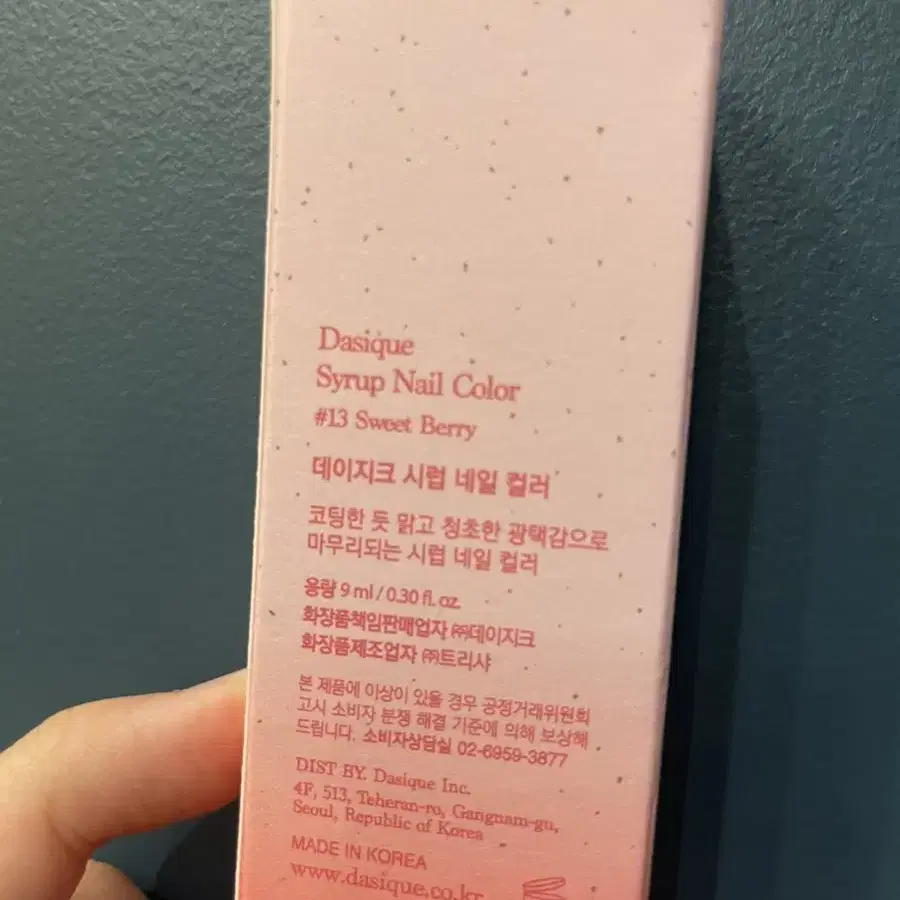 Dasique
Syrup Nail Color
#13 Sweet Berry
데이지크 시럽 네일 컬러
코팅한 듯 맑고 청초한 광택감으로
마무리되는 시럽 네일 컬러
용량 9 ml / 0.30 fl. oz.
화장품책임판매업자 ㈜데이지크
화장품제조업자 ㈜트리샤
본 제품에 이상이 있을 경우 공정거래위원회
고시 소비자 분쟁 해결 기준에 의해 보상해
드립니다. 소비자상담실 02-6959-3877
DIST BY. Dasique Inc.
4F, 513, Teheran-ro, Gangnam-gu,
Seoul, Republic of Korea
MADE IN KOREA
www.dasique.co.kr